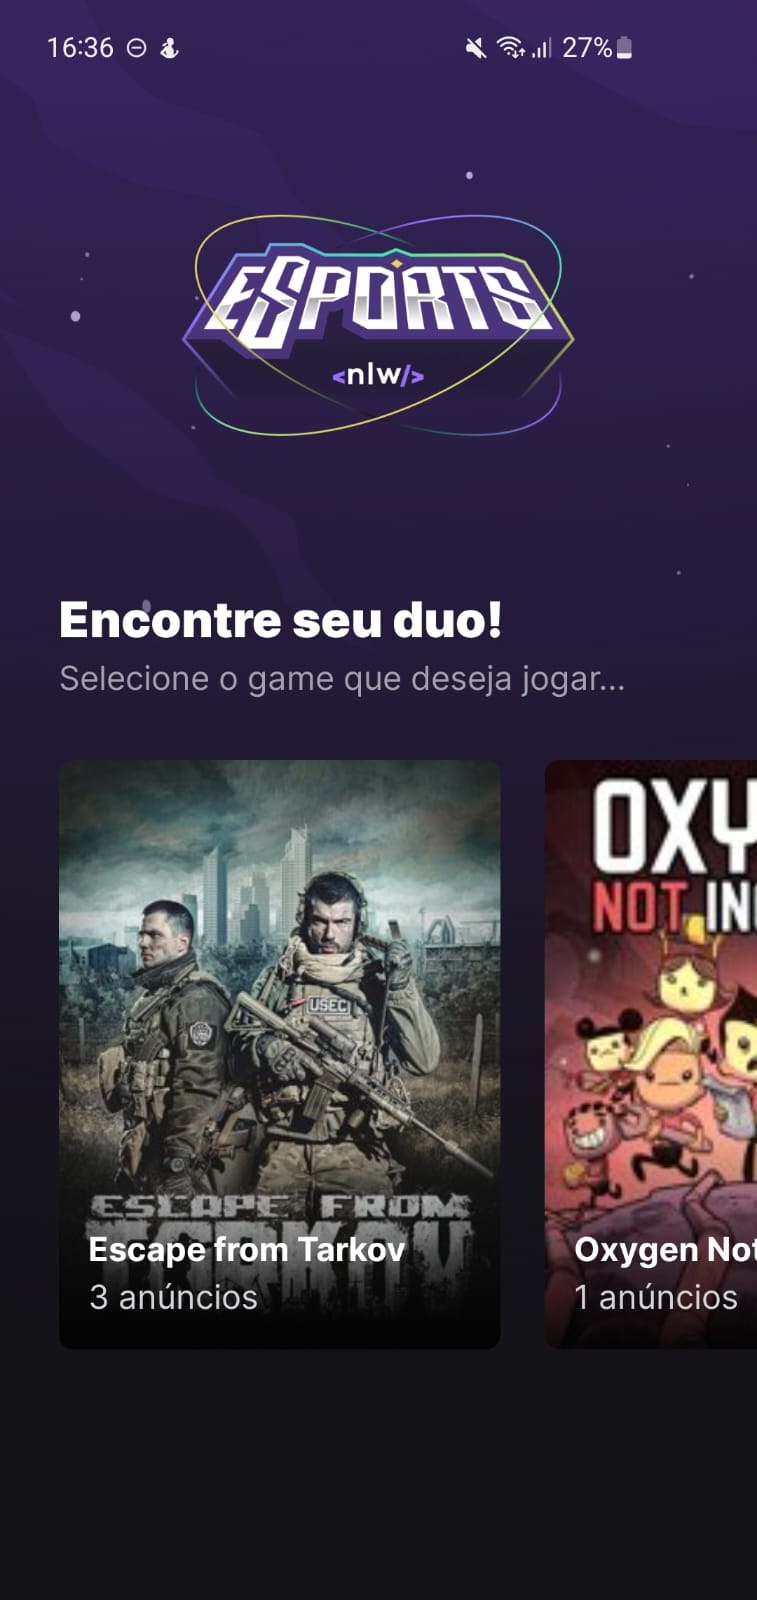 16:36
27%
ESPORTS
<nlw/>
Encontre seu duo!
Selecione o game que deseja jogar...
USEC
ESCAPE FROM
TARKOV
Escape from Tarkov
3 anúncios
OXY
NOT IN
Oxygen Not
1 anúncios